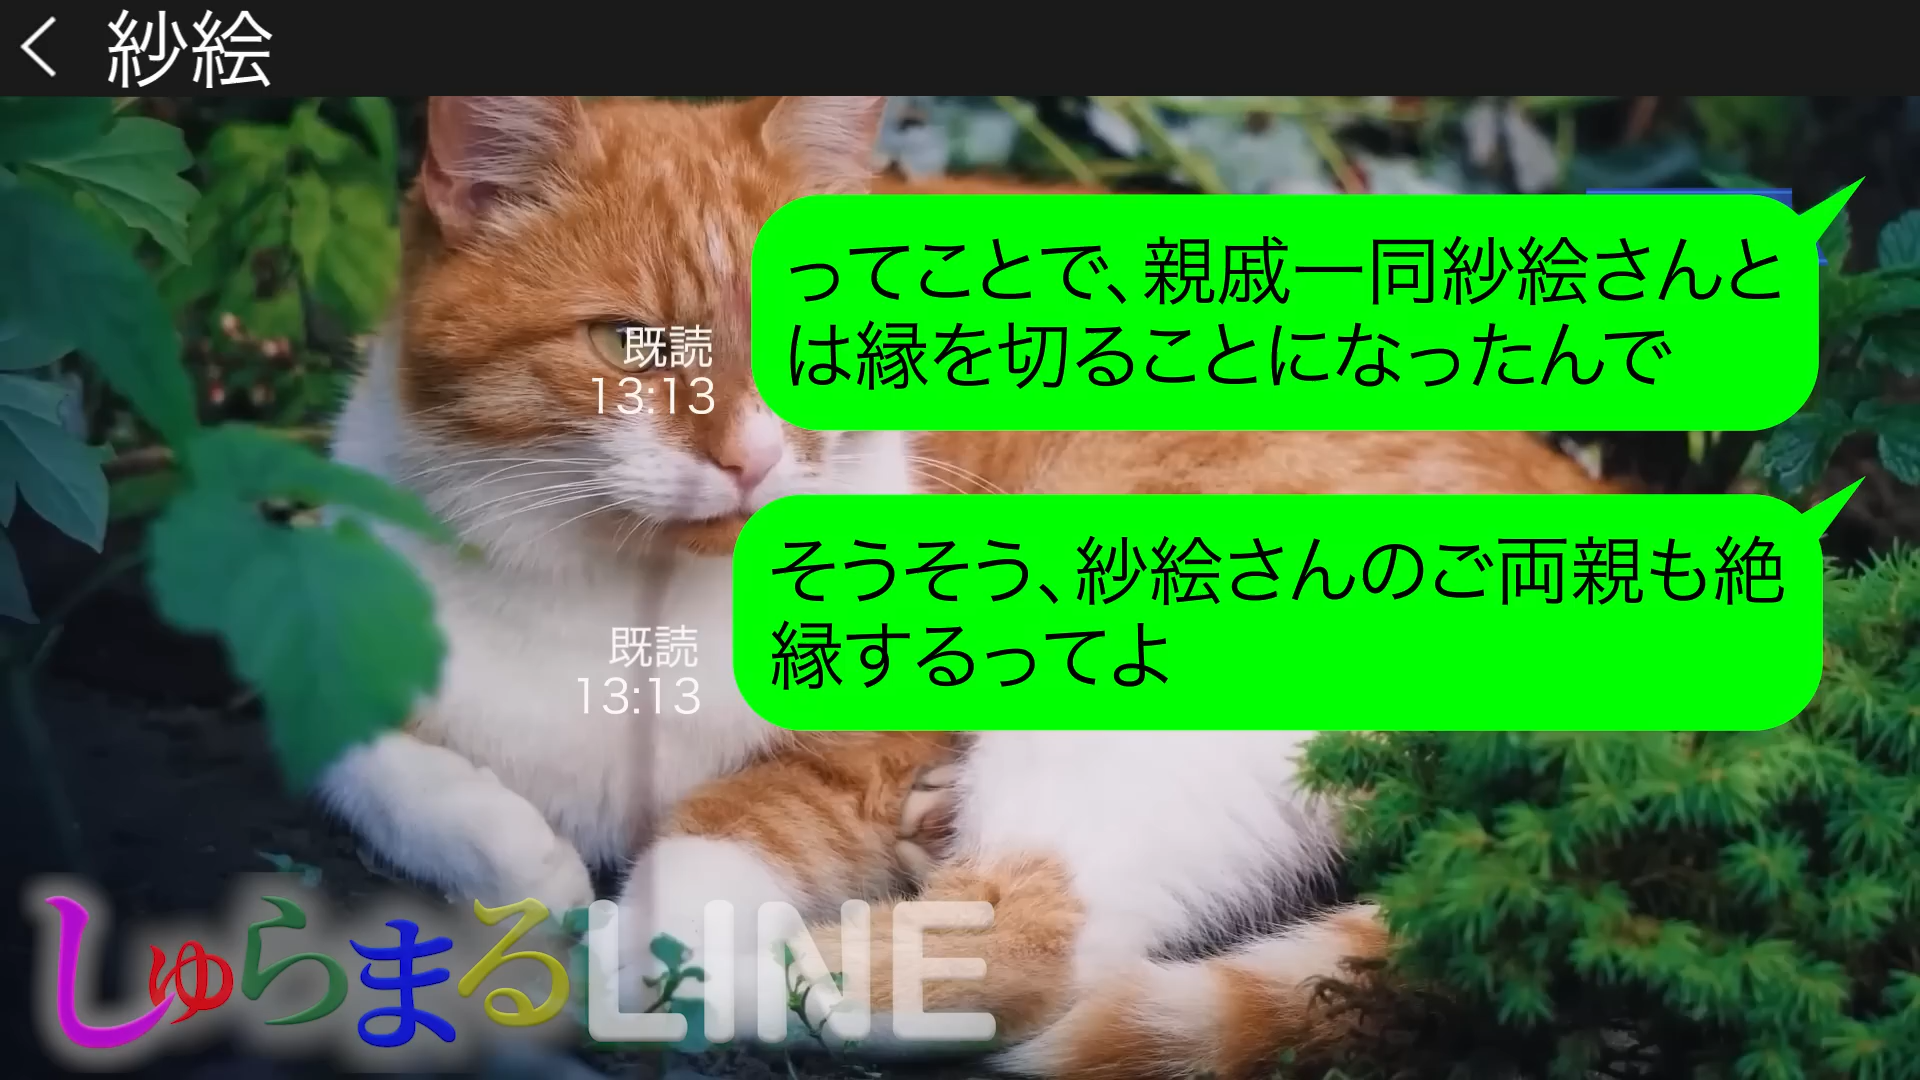 紗絵
ってことで、親戚一同紗絵さんと
は縁を切ることになったんで
既読
13:13
そうそう、紗絵さんのご両親も絶
縁するってよ
既読
13:13
しゅらまるLINE